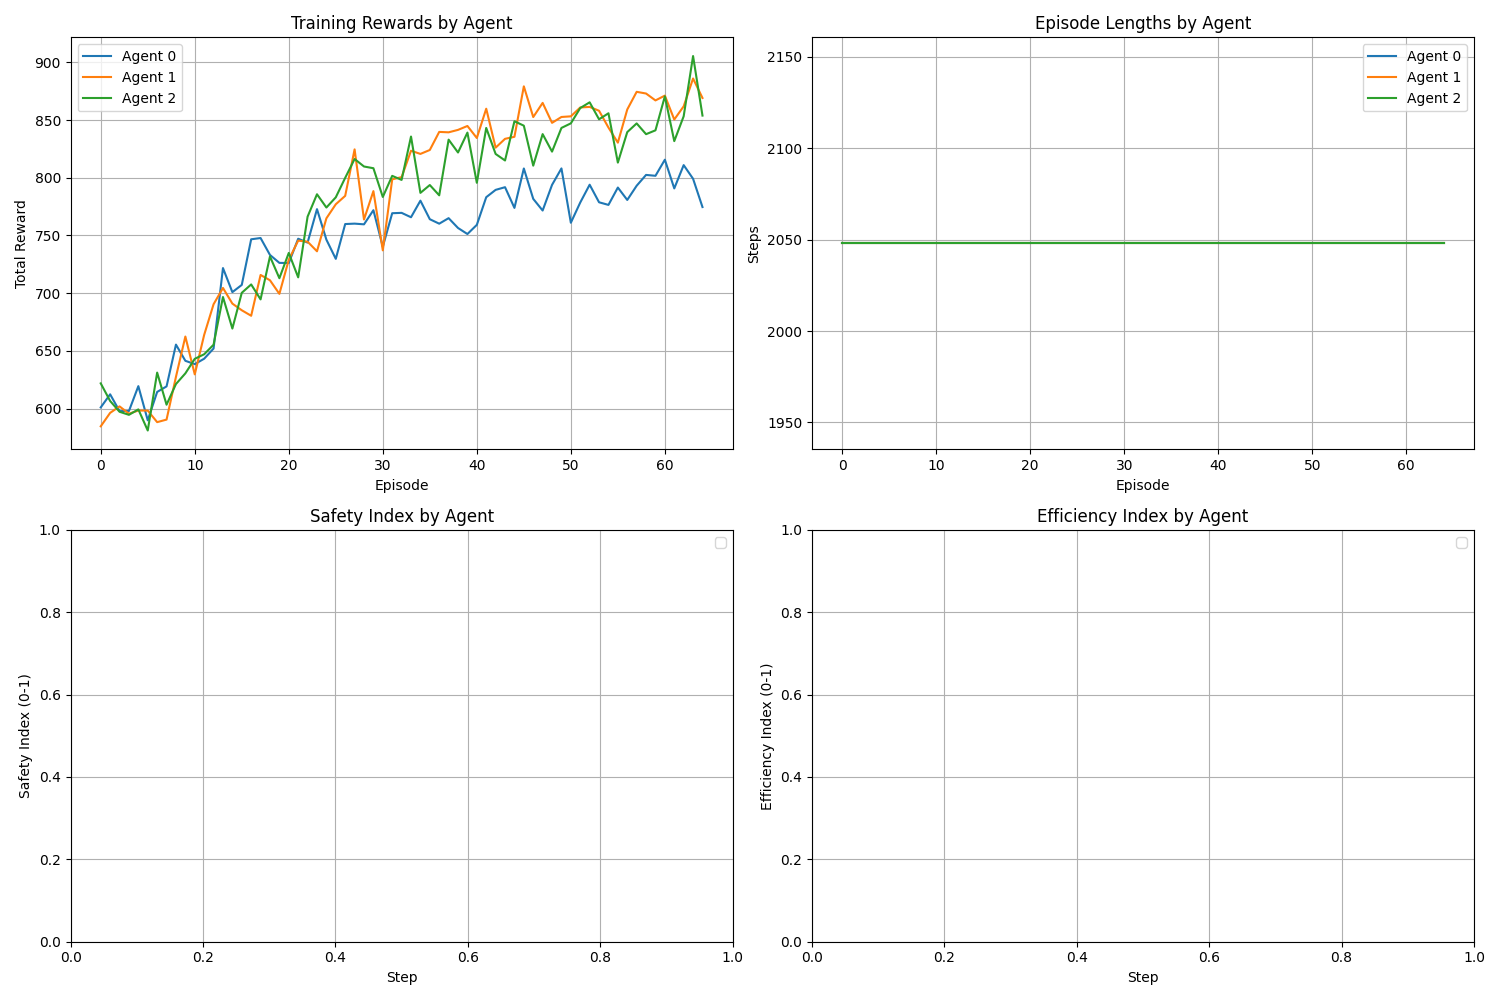 Training Rewards by Agent
Total Reward
900
850
800
750
700
650
600
Agent 0
Agent 1
Agent 2
0 10 20 30 40 50 60
Episode
Episode Lengths by Agent
Steps
2150
2100
2050
2000
1950
Agent 0
Agent 1
Agent 2
0 10 20 30 40 50 60
Episode
Safety Index by Agent
Safety Index (0-1)
1.0
0.8
0.6
0.4
0.2
0.0
0.0 0.2 0.4 0.6 0.8 1.0
Step
Efficiency Index by Agent
Efficiency Index (0-1)
1.0
0.8
0.6
0.4
0.2
0.0
0.0 0.2 0.4 0.6 0.8 1.0
Step